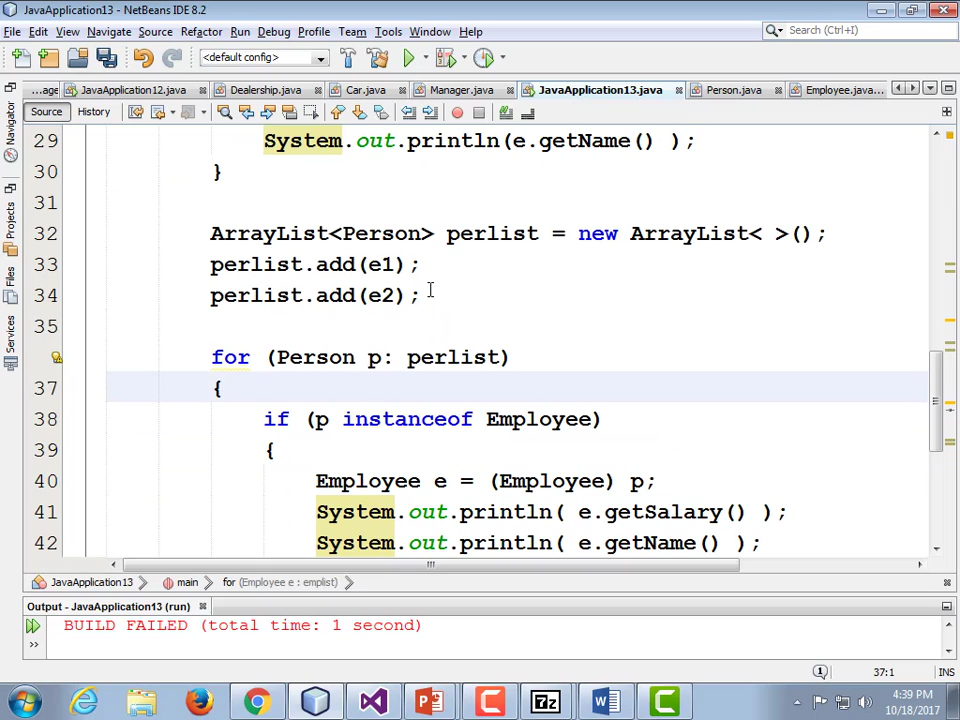 JavaApplication13 - NetBeans IDE 8.2
File Edit View Navigate Source Refactor Run Debug Profile Team Tools Window Help
Search (Ctrl+I)
<default config>
...age JavaApplication12.java Dealership.java Car.java Manager.java JavaApplication13.java Person.java Employee.java...
Source History
Navigator
Projects
Files
Services
29 System.out.println(e.getName() );
30 }
31
32 ArrayList<Person> perlist = new ArrayList< >();
33 perlist.add(e1);
34 perlist.add(e2);
35
for (Person p: perlist)
37 {
38 if (p instanceof Employee)
39 {
40 Employee e = (Employee) p;
41 System.out.println( e.getSalary() );
42 System.out.println( e.getName() );
JavaApplication13 main for (Employee e : emplist)
Output - JavaApplication13 (run)
BUILD FAILED (total time: 1 second)
1 37:1 INS
4:39 PM
10/18/2017